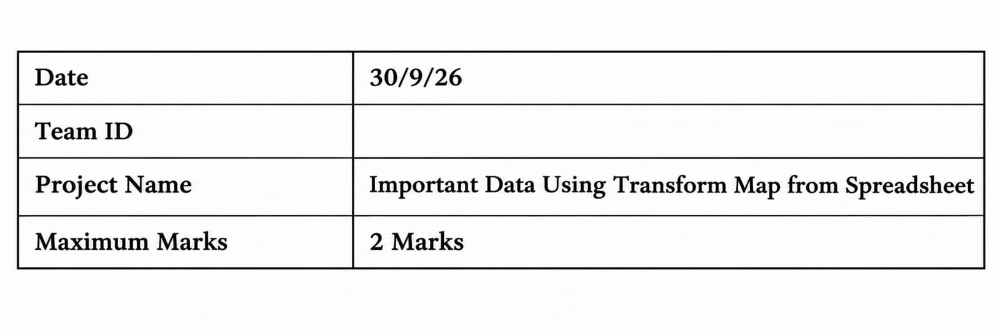 Date 30/9/26
Team ID
Project Name Important Data Using Transform Map from Spreadsheet
Maximum Marks 2 Marks